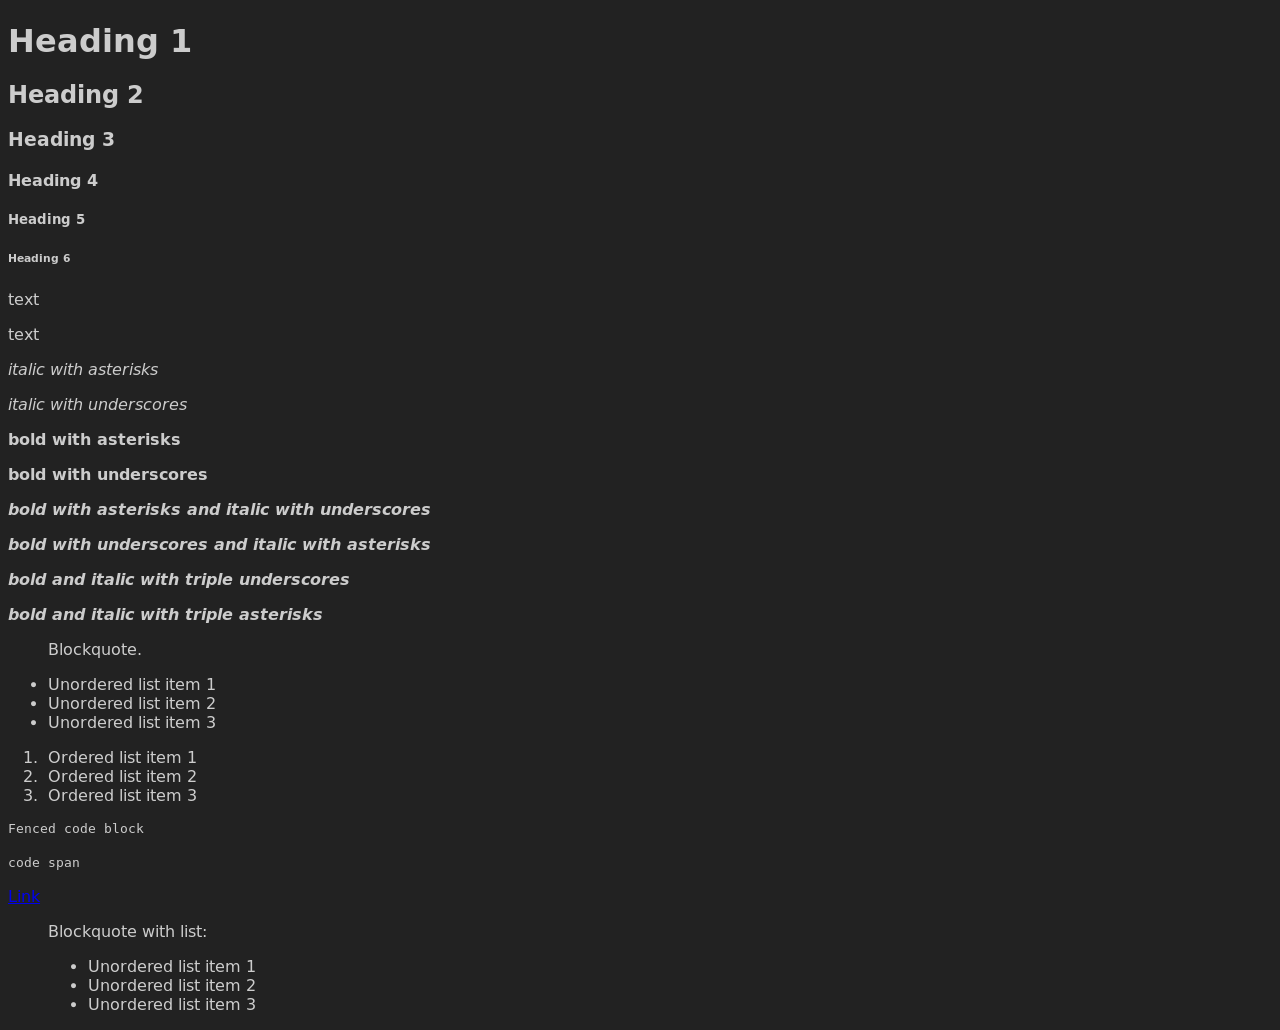 Heading 1
Heading 2
Heading 3
Heading 4
Heading 5
Heading 6
text
text
italic with asterisks
italic with underscores
bold with asterisks
bold with underscores
bold with asterisks and italic with underscores
bold with underscores and italic with asterisks
bold and italic with triple underscores
bold and italic with triple asterisks
Blockquote.
• Unordered list item 1
• Unordered list item 2
• Unordered list item 3
1. Ordered list item 1
2. Ordered list item 2
3. Ordered list item 3
Fenced code block
code span
Link
Blockquote with list:
• Unordered list item 1
• Unordered list item 2
• Unordered list item 3